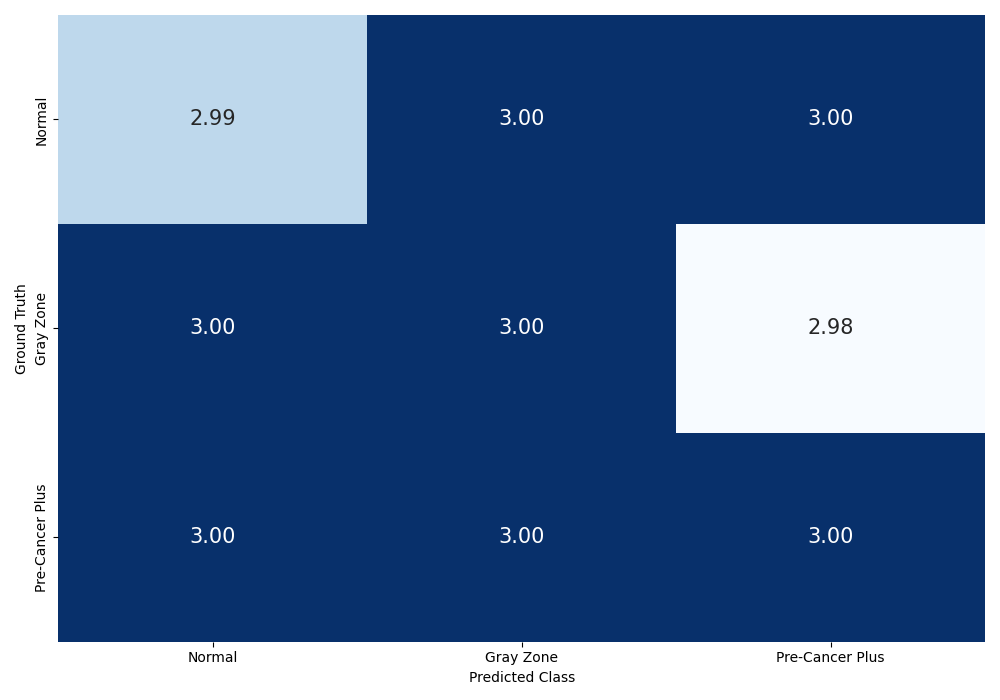 Ground Truth
Normal
2.99 3.00 3.00
Gray Zone
3.00 3.00 2.98
Pre-Cancer Plus
3.00 3.00 3.00
Normal Gray Zone Pre-Cancer Plus
Predicted Class